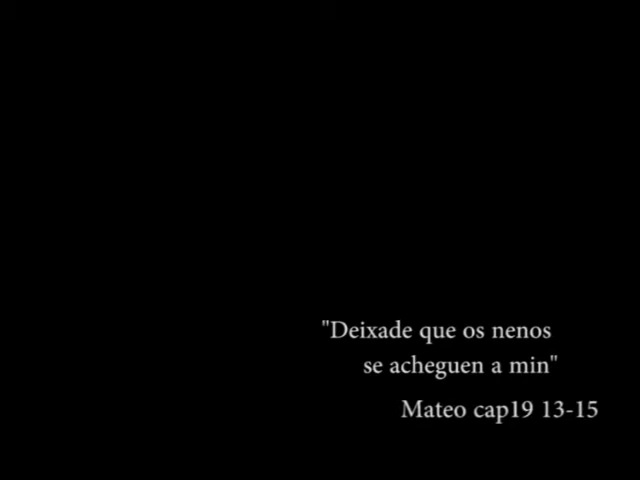 "Deixade que os nenos
se acheguen a min"
Mateo cap19 13-15